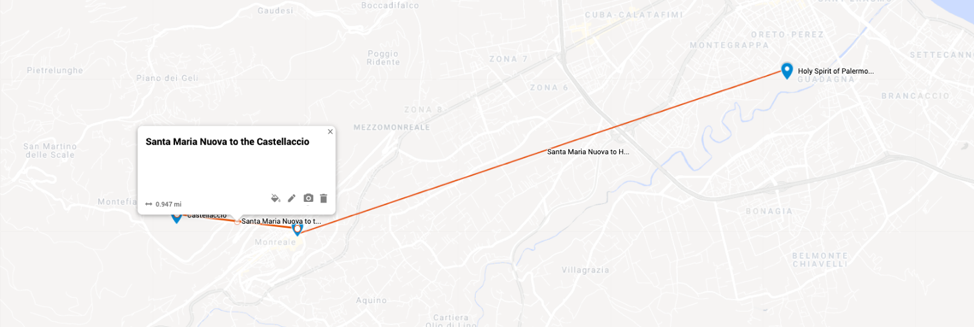 Boccadifalco
Gaudesi
CUBA-CALATAFIMI
ORETO PEREZ
MONTEGRAPPA
SETTECANN
Poggio
Ridente
ZONA 7
Pietrelunghe
Piano dei Geli
Holy Spirit of Palermo...
GUADAGNA
ZONA 6
BRANCACCIO
ZONA 8
MEZZOMONREALE
×
Santa Maria Nuova to the Castellaccio
San Martino
delle Scale
Santa Maria Nuova to H...
0.947 mi
Montefia
Castellaccio
Santa Maria Nuova to t...
BONAGIA
Monreale
BELMONTE
CHIAVELLI
Villagrazia
Aquino
Cartiera
Olio di Lino